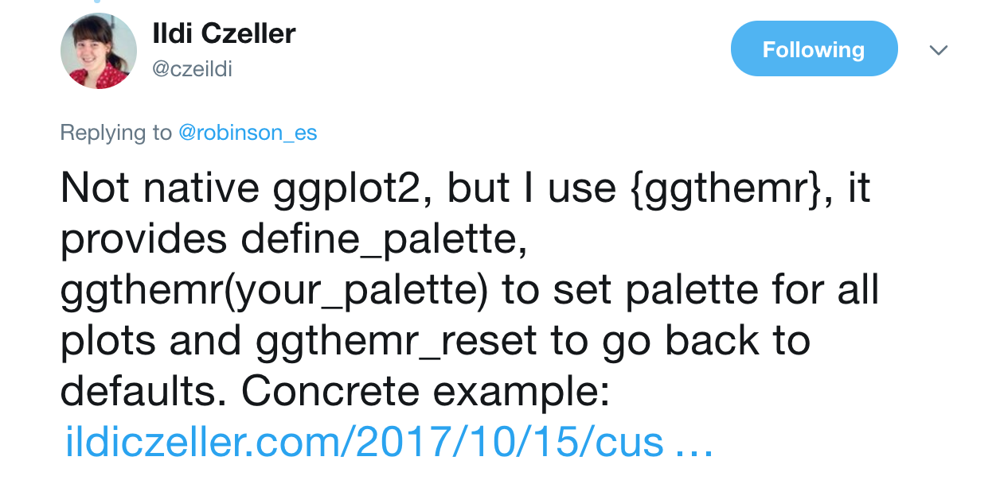 Ildi Czeller
@czeildi
Following
Replying to @robinson_es
Not native ggplot2, but I use {ggthemr}, it
provides define_palette,
ggthemr(your_palette) to set palette for all
plots and ggthemr_reset to go back to
defaults. Concrete example:
ildiczeller.com/2017/10/15/cus …